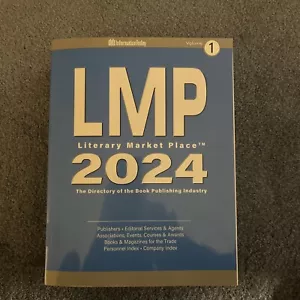 Information Today
Volume 1
LMP
Literary Market Place™
2024
The Directory of the Book Publishing Industry
Publishers • Editorial Services & Agents
Associations, Events, Courses & Awards
Books & Magazines for the Trade
Personnel Index • Company Index